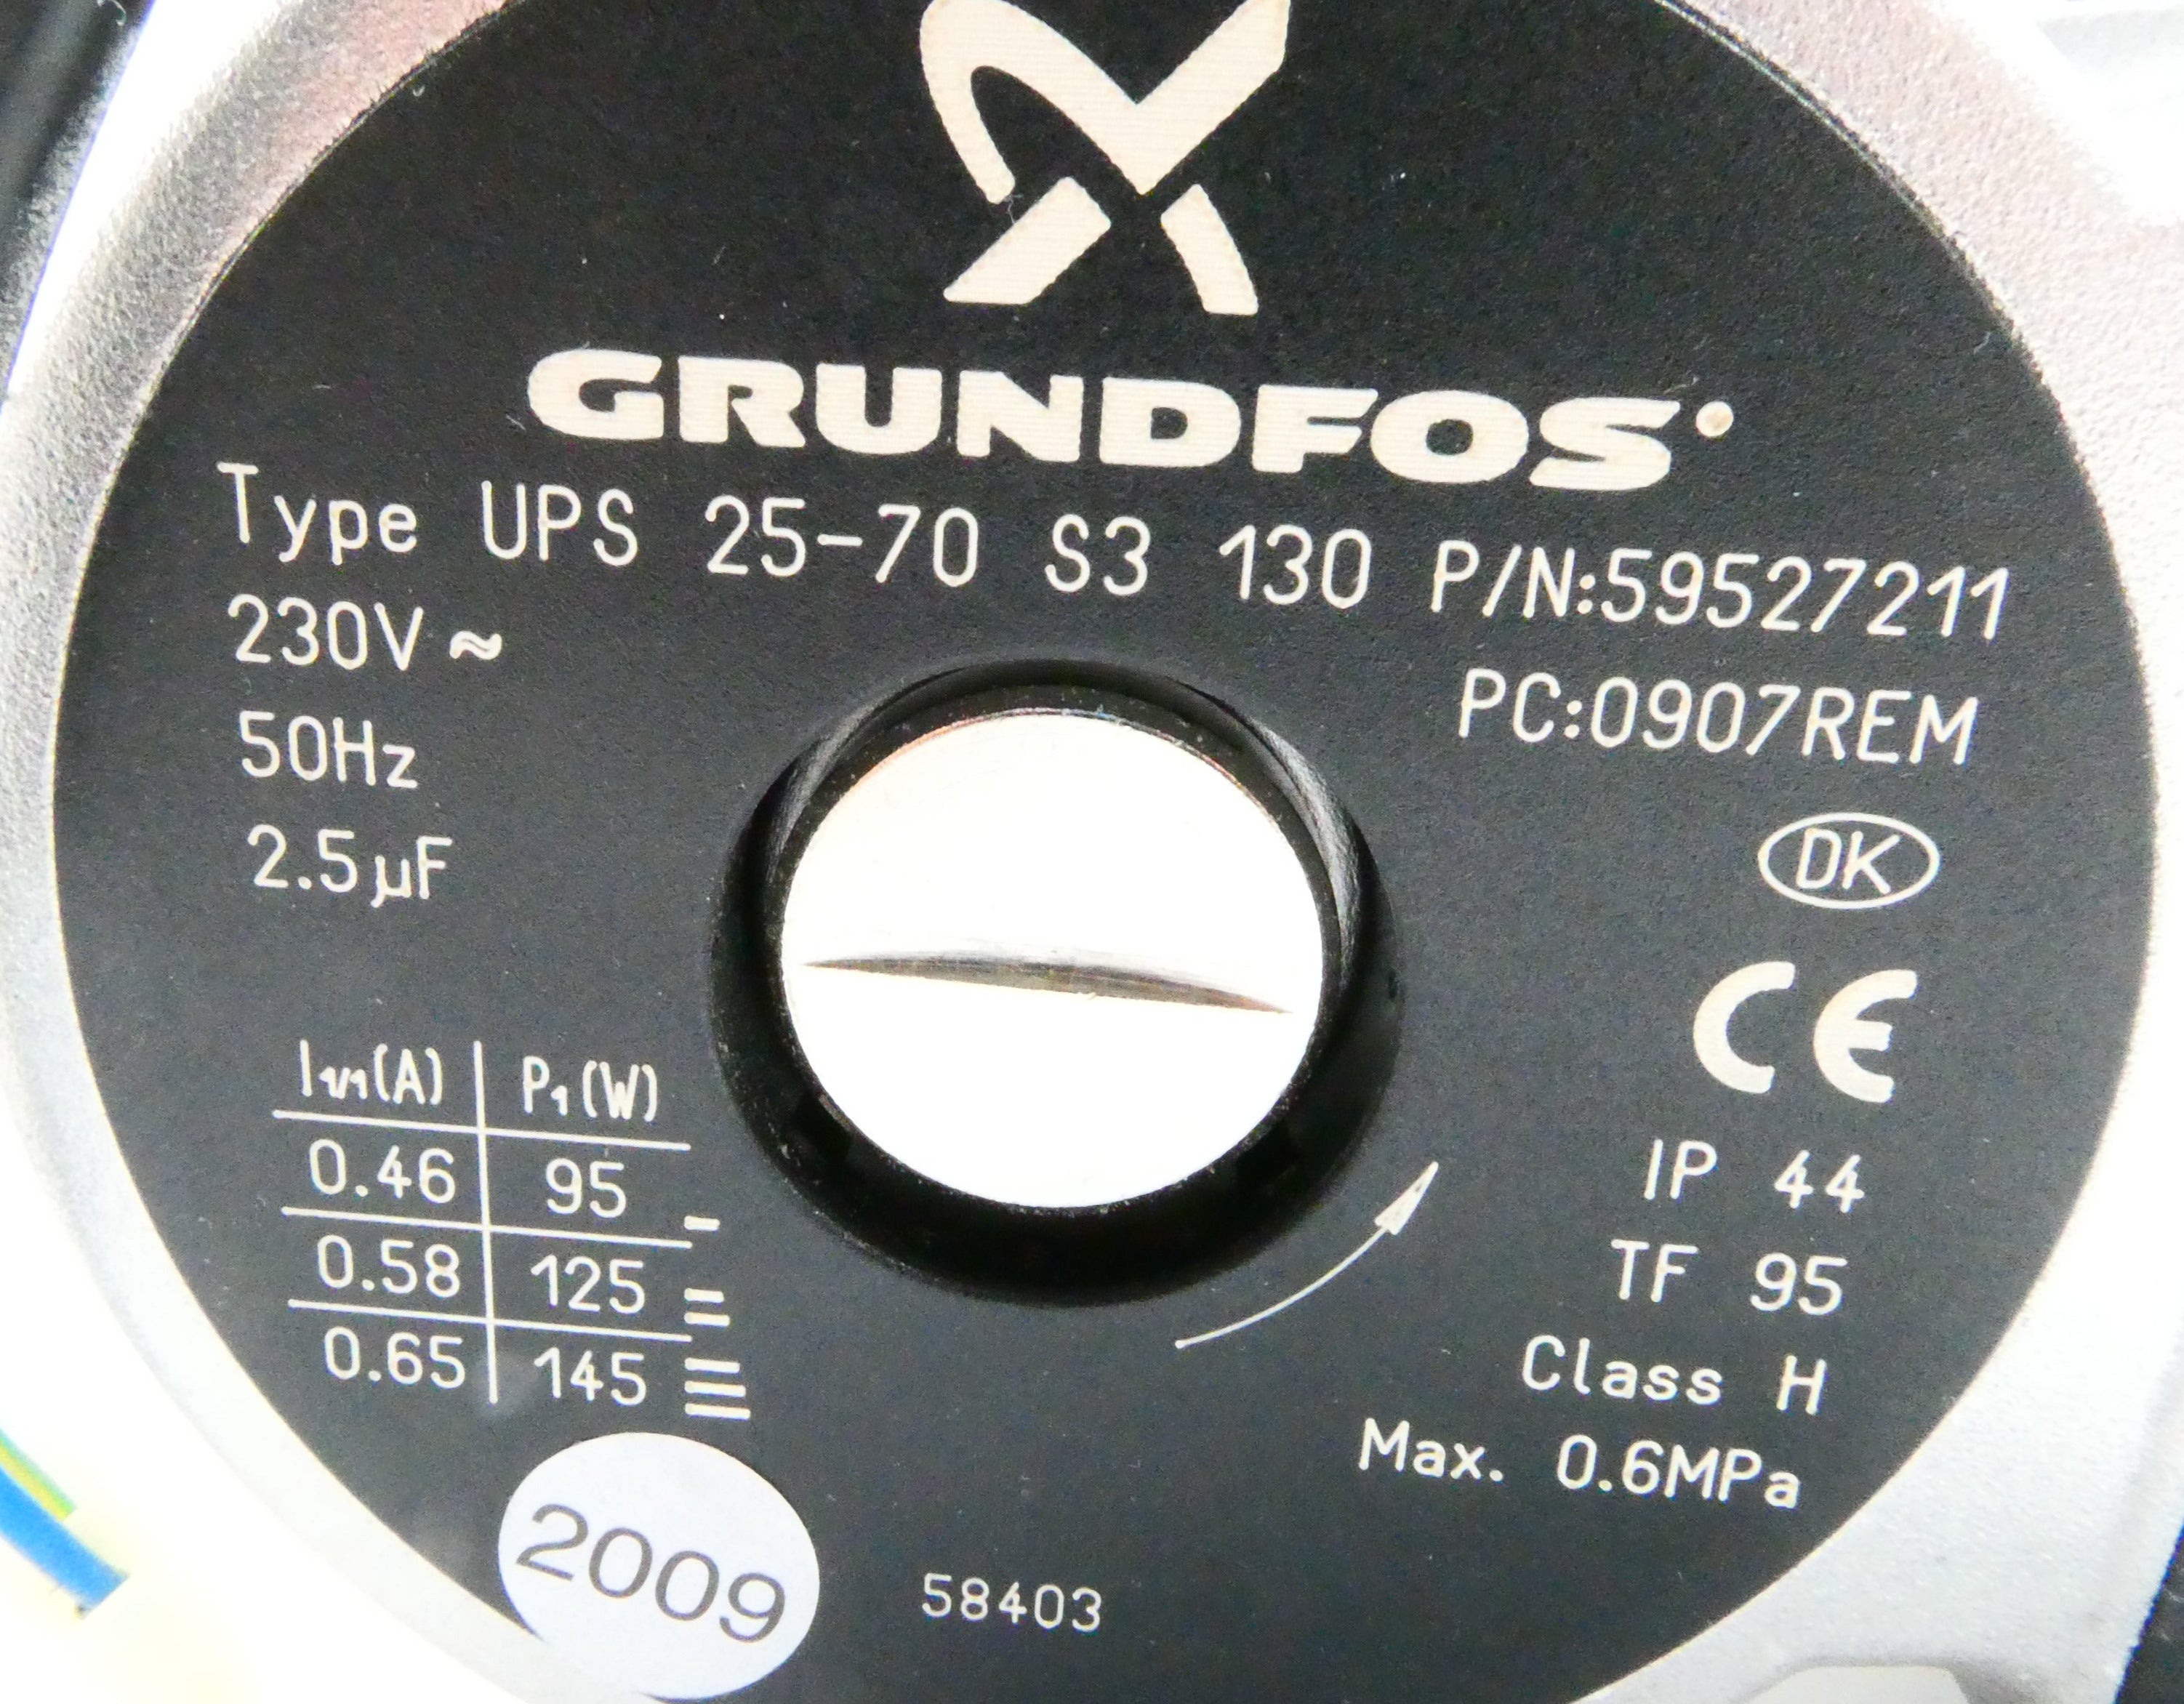 GRUNDFOS
Type UPS 25-70 S3 130 P/N:59527211
230V ≈
PC:0907REM
50Hz
2.5µF
DK
CE
I1/1(A) P1(W)
0.46 95
0.58 125
0.65 145
IP 44
TF 95
Class H
Max. 0.6MPa
2009
58403